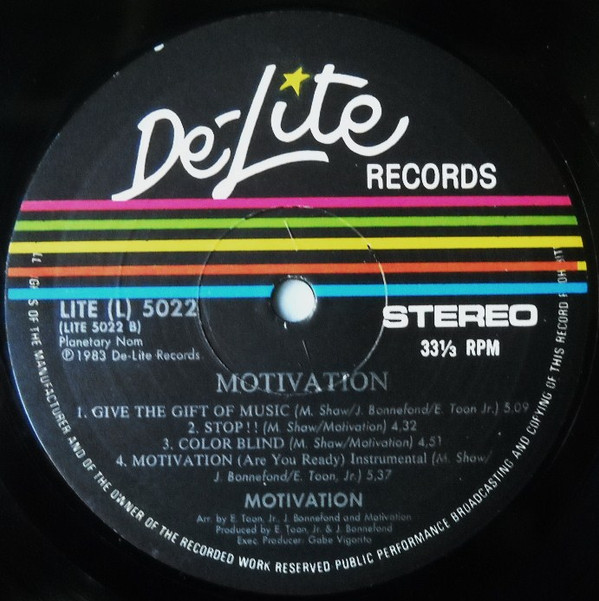 De-Lite
RECORDS
LITE (L) 5022
(LITE 5022 B)
Planetary Nom
℗ 1983 De-Lite Records
STEREO
33⅓ RPM
MOTIVATION
1. GIVE THE GIFT OF MUSIC (M. Shaw/J. Bonnefond/E. Toon Jr.) 5,09
2. STOP!! (M. Shaw/Motivation) 4,32
3. COLOR BLIND (M. Shaw/Motivation) 4,51
4. MOTIVATION (Are You Ready) Instrumental (M. Shaw/
J. Bonnefond/E. Toon, Jr.) 5,37
MOTIVATION
Arr. by E. Toon, Jr., J. Bonnefond and Motivation
Produced by E. Toon, Jr. & J. Bonnefond
Exec. Producer: Gabe Vigorito
OF THE MANUFACTURER AND OF THE OWNER OF THE RECORDED WORK RESERVED PUBLIC PERFORMANCE BROADCASTING AND COPYING OF THIS RECORD